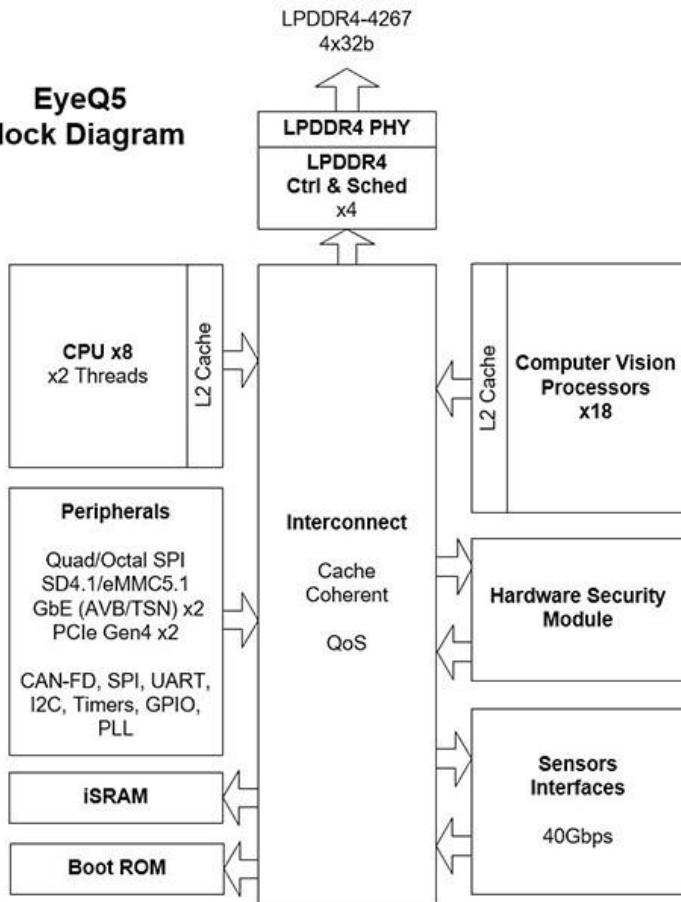 LPDDR4-4267
4x32b
EyeQ5
lock Diagram
LPDDR4 PHY
LPDDR4
Ctrl & Sched
x4
CPU x8
x2 Threads
L2 Cache
L2 Cache
Computer Vision
Processors
x18
Peripherals
Quad/Octal SPI
SD4.1/eMMC5.1
GbE (AVB/TSN) x2
PCIe Gen4 x2
CAN-FD, SPI, UART,
I2C, Timers, GPIO,
PLL
Interconnect
Cache
Coherent
QoS
Hardware Security
Module
Sensors
Interfaces
40Gbps
iSRAM
Boot ROM